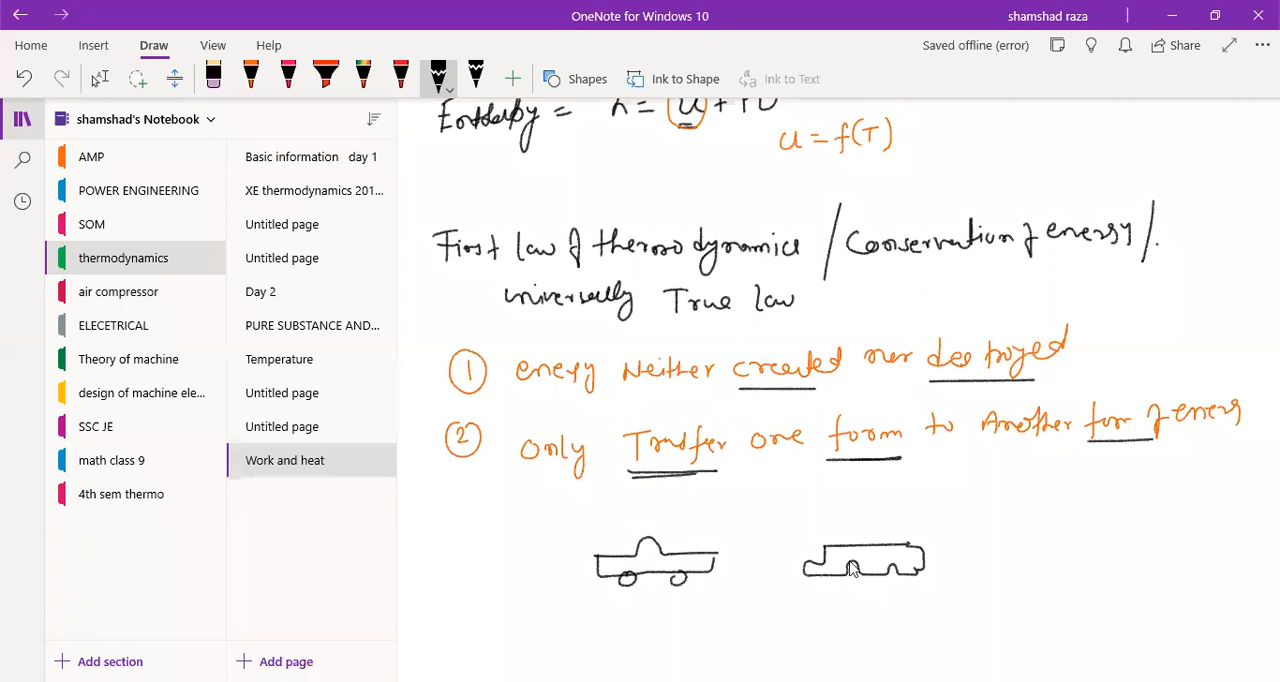 OneNote for Windows 10
shamshad raza
Home Insert Draw View Help
Saved offline (error)
Share
Shapes
Ink to Shape
Ink to Text
shamshad's Notebook
AMP
POWER ENGINEERING
SOM
thermodynamics
air compressor
ELECETRICAL
Theory of machine
design of machine ele...
SSC JE
math class 9
4th sem thermo
Add section
Basic information day 1
XE thermodynamics 201...
Untitled page
Untitled page
Day 2
PURE SUBSTANCE AND...
Temperature
Untitled page
Untitled page
Work and heat
Add page
Enthalpy = h = u + PV
u = f(T)
First law of thermodynamics / Conservation of energy /.
universally True law
① energy Neither created nor destroyed
② only Transfer one form to Another for of energy